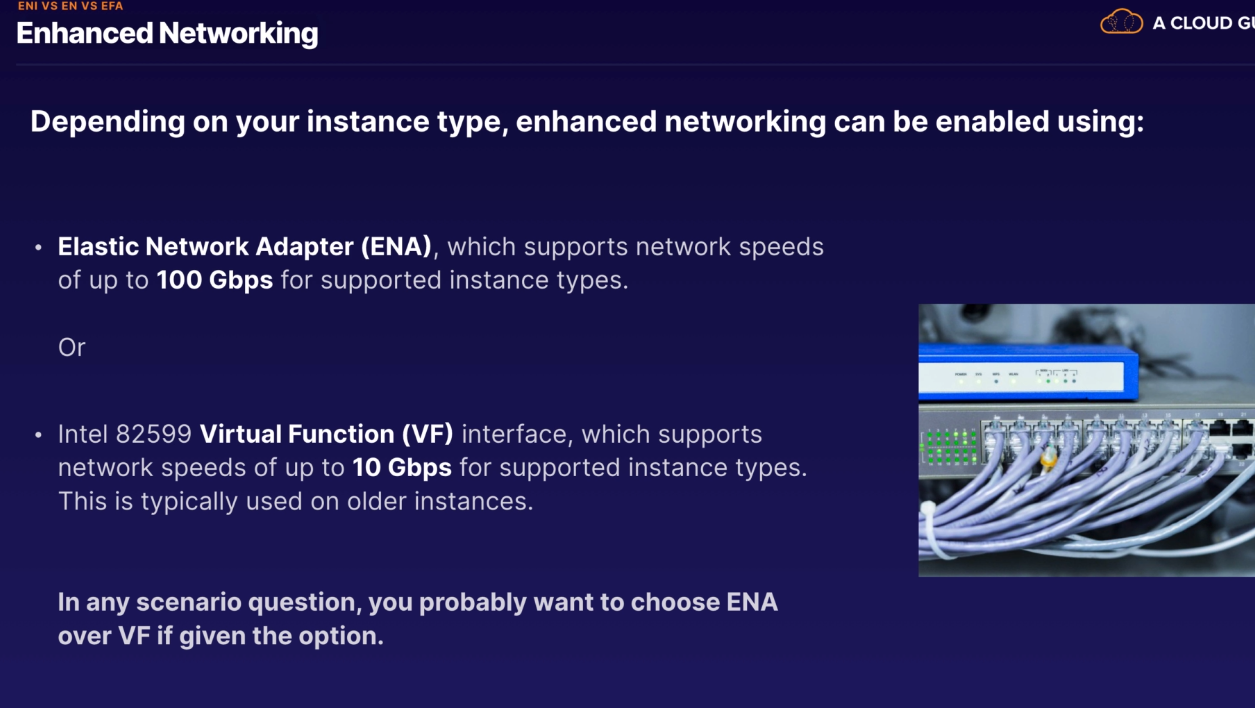 ENI VS EN VS EFA
Enhanced Networking
A CLOUD GU
Depending on your instance type, enhanced networking can be enabled using:
• Elastic Network Adapter (ENA), which supports network speeds
of up to 100 Gbps for supported instance types.
Or
• Intel 82599 Virtual Function (VF) interface, which supports
network speeds of up to 10 Gbps for supported instance types.
This is typically used on older instances.
In any scenario question, you probably want to choose ENA
over VF if given the option.